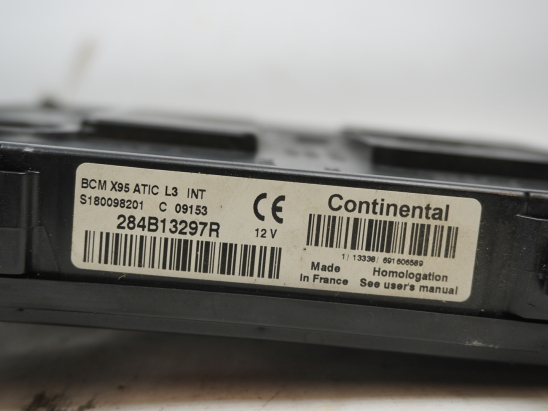 BCM X95 ATIC L3 INT
S180098201 C 09153
284B13297R
12 V
CE
Continental
1/ 13338/ 691606589
Made
in France
Homologation
See user's manual